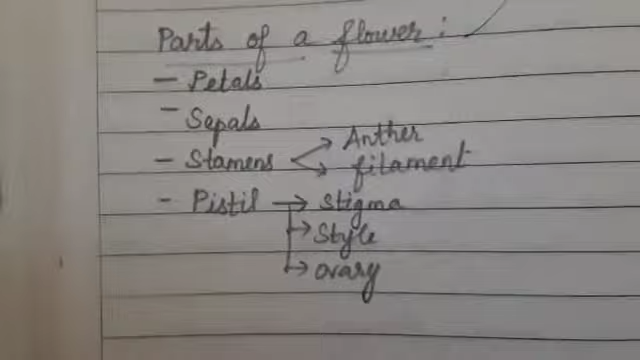 Parts of a flower:
- Petals
- Sepals
- Stamens → Anther
→ filament
- Pistil → Stigma
→ Style
→ ovary